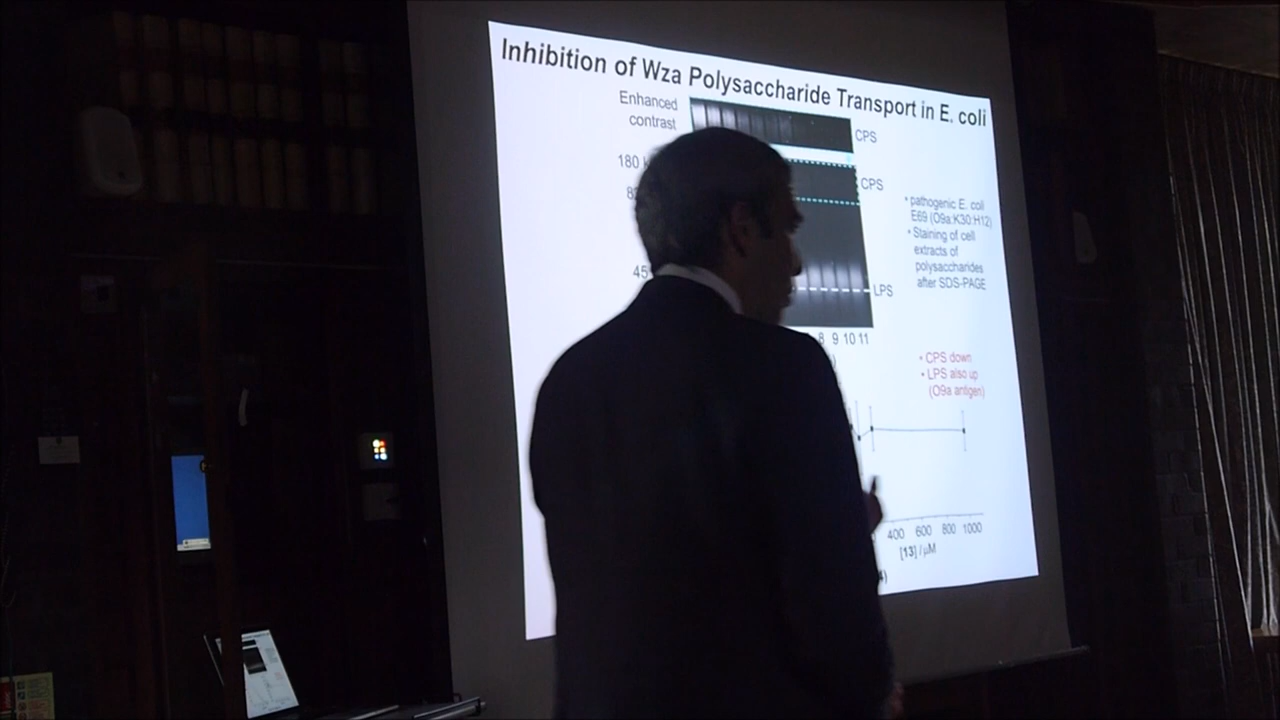 Inhibition of Wza Polysaccharide Transport in E. coli
Enhanced
contrast
CPS
180
CPS
• pathogenic E. coli
E69 (O9a:K30:H12)
• Staining of cell
extracts of
polysaccharides
after SDS-PAGE
45
LPS
8 9 10 11
• CPS down
• LPS also up
(O9a antigen)
400 600 800 1000
[13] / µM